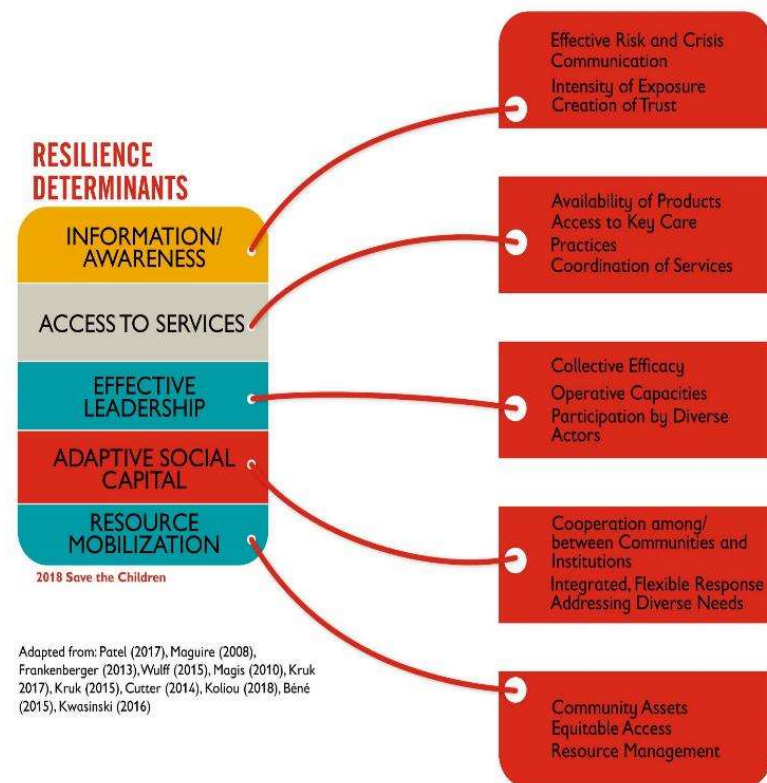 RESILIENCE
DETERMINANTS
INFORMATION/
AWARENESS
ACCESS TO SERVICES
EFFECTIVE
LEADERSHIP
ADAPTIVE SOCIAL
CAPITAL
RESOURCE
MOBILIZATION
2018 Save the Children
Adapted from: Patel (2017), Maguire (2008),
Frankenberger (2013), Wulff (2015), Magis (2010), Kruk
2017), Kruk (2015), Cutter (2014), Koliou (2018), Béné
(2015), Kwasinski (2016)
Effective Risk and Crisis
Communication
Intensity of Exposure
Creation of Trust
Availability of Products
Access to Key Care
Practices
Coordination of Services
Collective Efficacy
Operative Capacities
Participation by Diverse
Actors
Cooperation among/
between Communities and
Institutions
Integrated, Flexible Response
Addressing Diverse Needs
Community Assets
Equitable Access
Resource Management